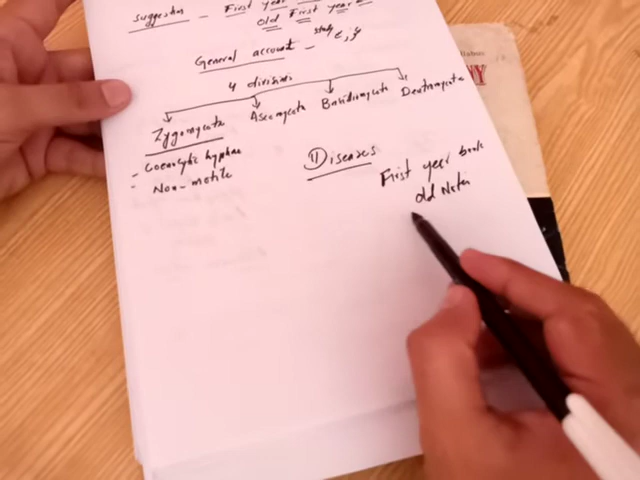 Suggestion - First year
Old First year
General account - study
4 divisions
Zygomycota Ascomycota Basidiomycota Deutromycota
- Coenocytic hyphae
- Non-motile
(1) Diseases
First year book
old Notes